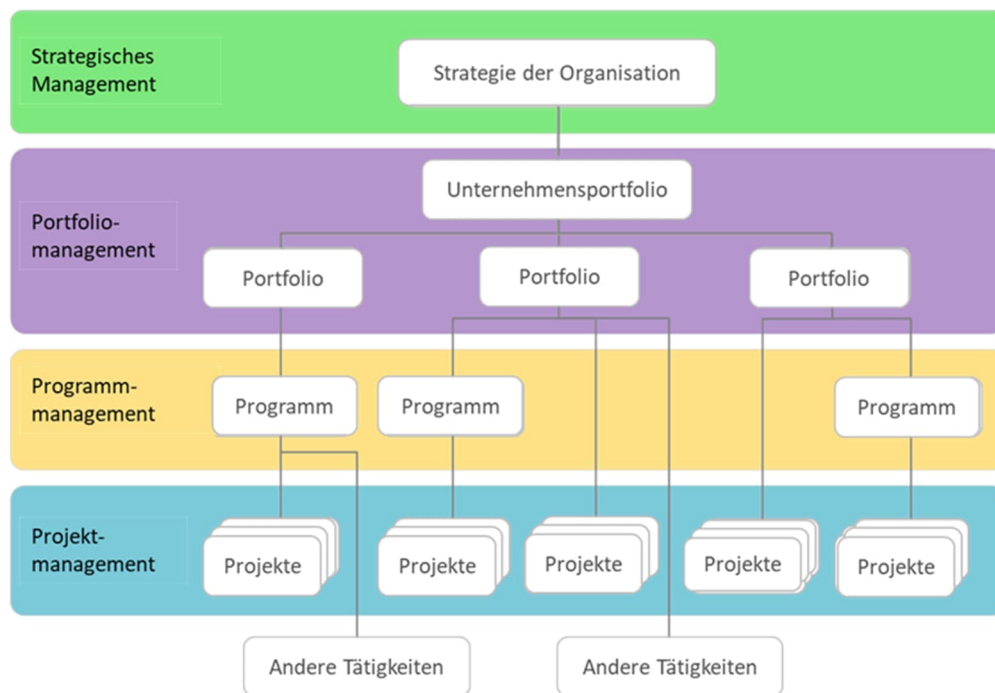 Strategisches
Management
Strategie der Organisation
Unternehmensportfolio
Portfolio-
management
Portfolio
Portfolio
Portfolio
Programm-
management
Programm
Programm
Programm
Projekt-
management
Projekte
Projekte
Projekte
Projekte
Projekte
Andere Tätigkeiten
Andere Tätigkeiten